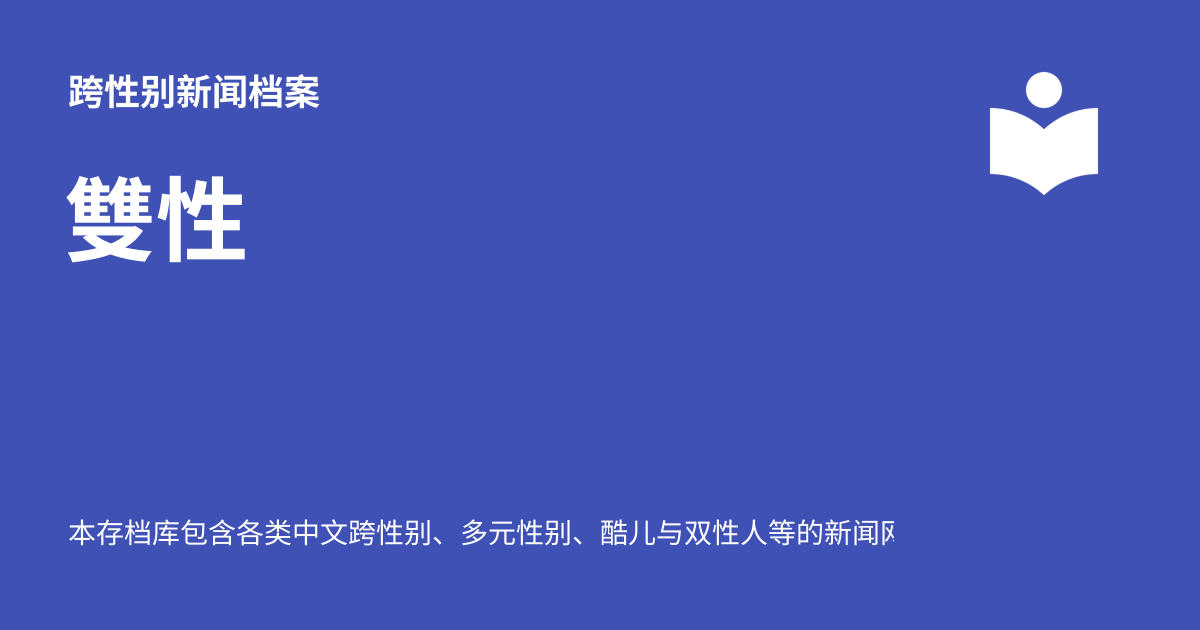 跨性别新闻档案
雙性
本存档库包含各类中文跨性别、多元性别、酷儿与双性人等的新闻网